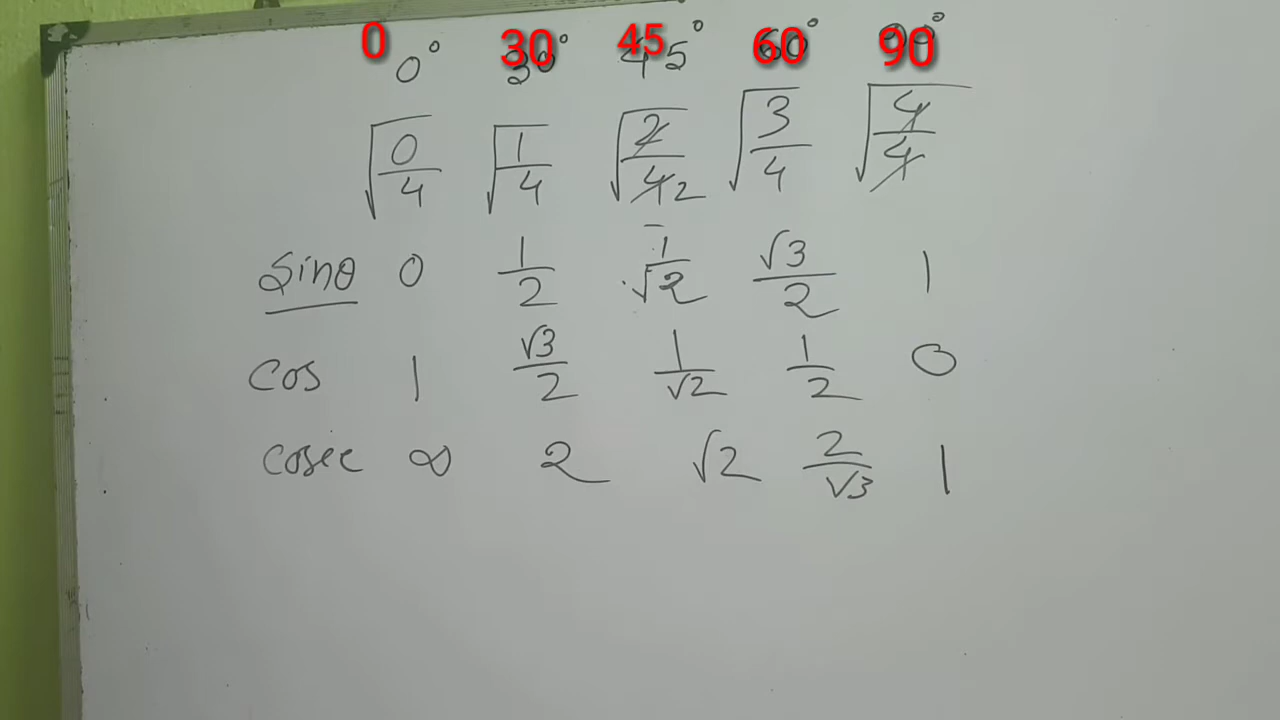 0 30 45 60 90
0° 30° 45° 60° 90°
√0/4 √1/4 √2/4 2 √3/4 √4/4
Sinθ 0 1/2 1/√2 √3/2 1
Cos 1 √3/2 1/√2 1/2 0
Cosec ∞ 2 √2 2/√3 1